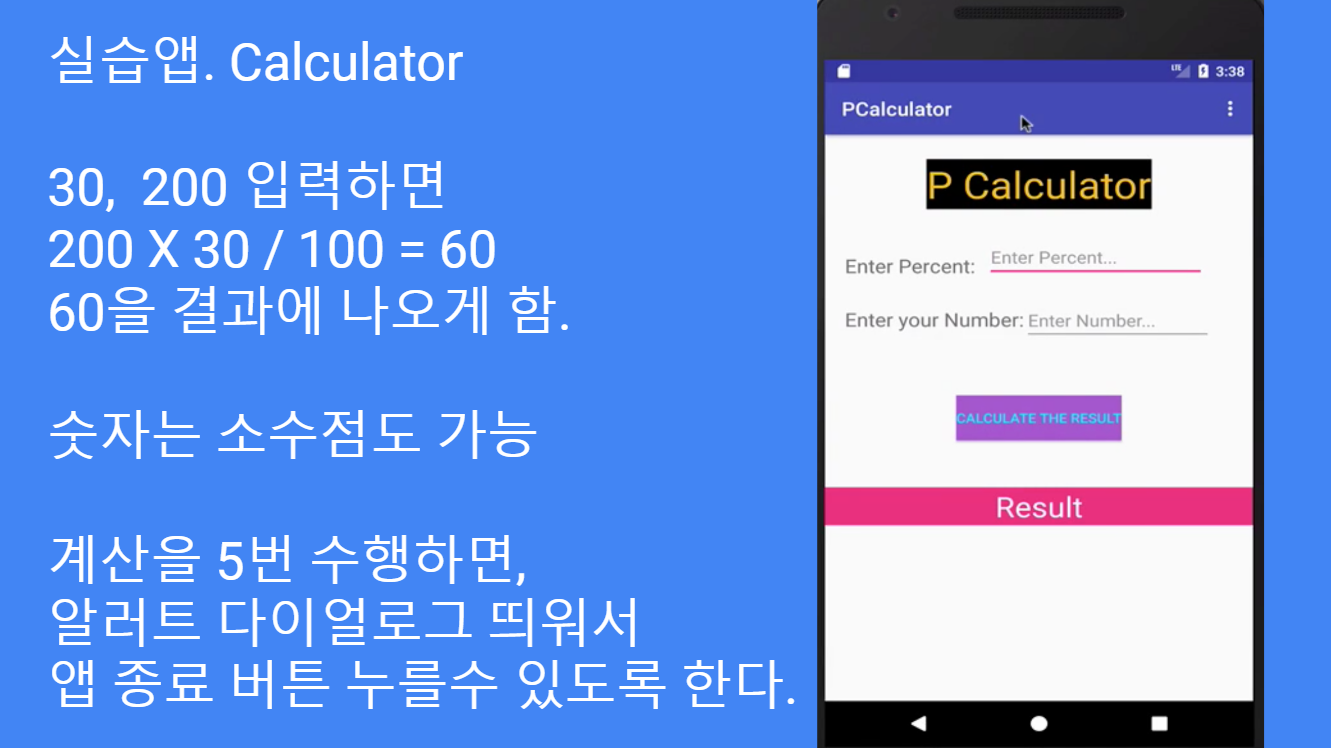 실습앱. Calculator
30, 200 입력하면
200 X 30 / 100 = 60
60을 결과에 나오게 함.
숫자는 소수점도 가능
계산을 5번 수행하면,
알러트 다이얼로그 띄워서
앱 종료 버튼 누를수 있도록 한다.
LTE 3:38
PCalculator
P Calculator
Enter Percent: Enter Percent...
Enter your Number: Enter Number...
CALCULATE THE RESULT
Result